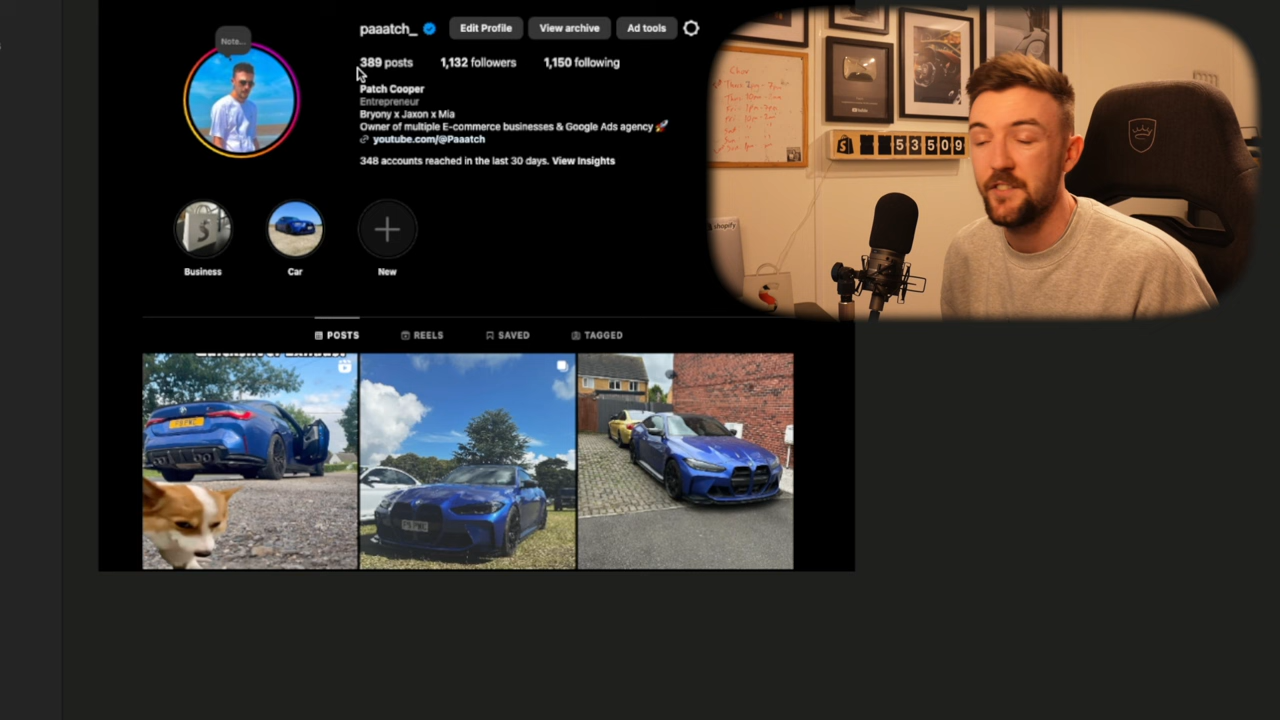 Note...
paaatch_
Edit Profile
View archive
Ad tools
389 posts
1,132 followers
1,150 following
Patch Cooper
Entrepreneur
Bryony x Jaxon x Mia
Owner of multiple E-commerce businesses & Google Ads agency 🚀
youtube.com/@Paaatch
348 accounts reached in the last 30 days. View Insights
Business
Car
New
POSTS
REELS
SAVED
TAGGED
53509
shopify